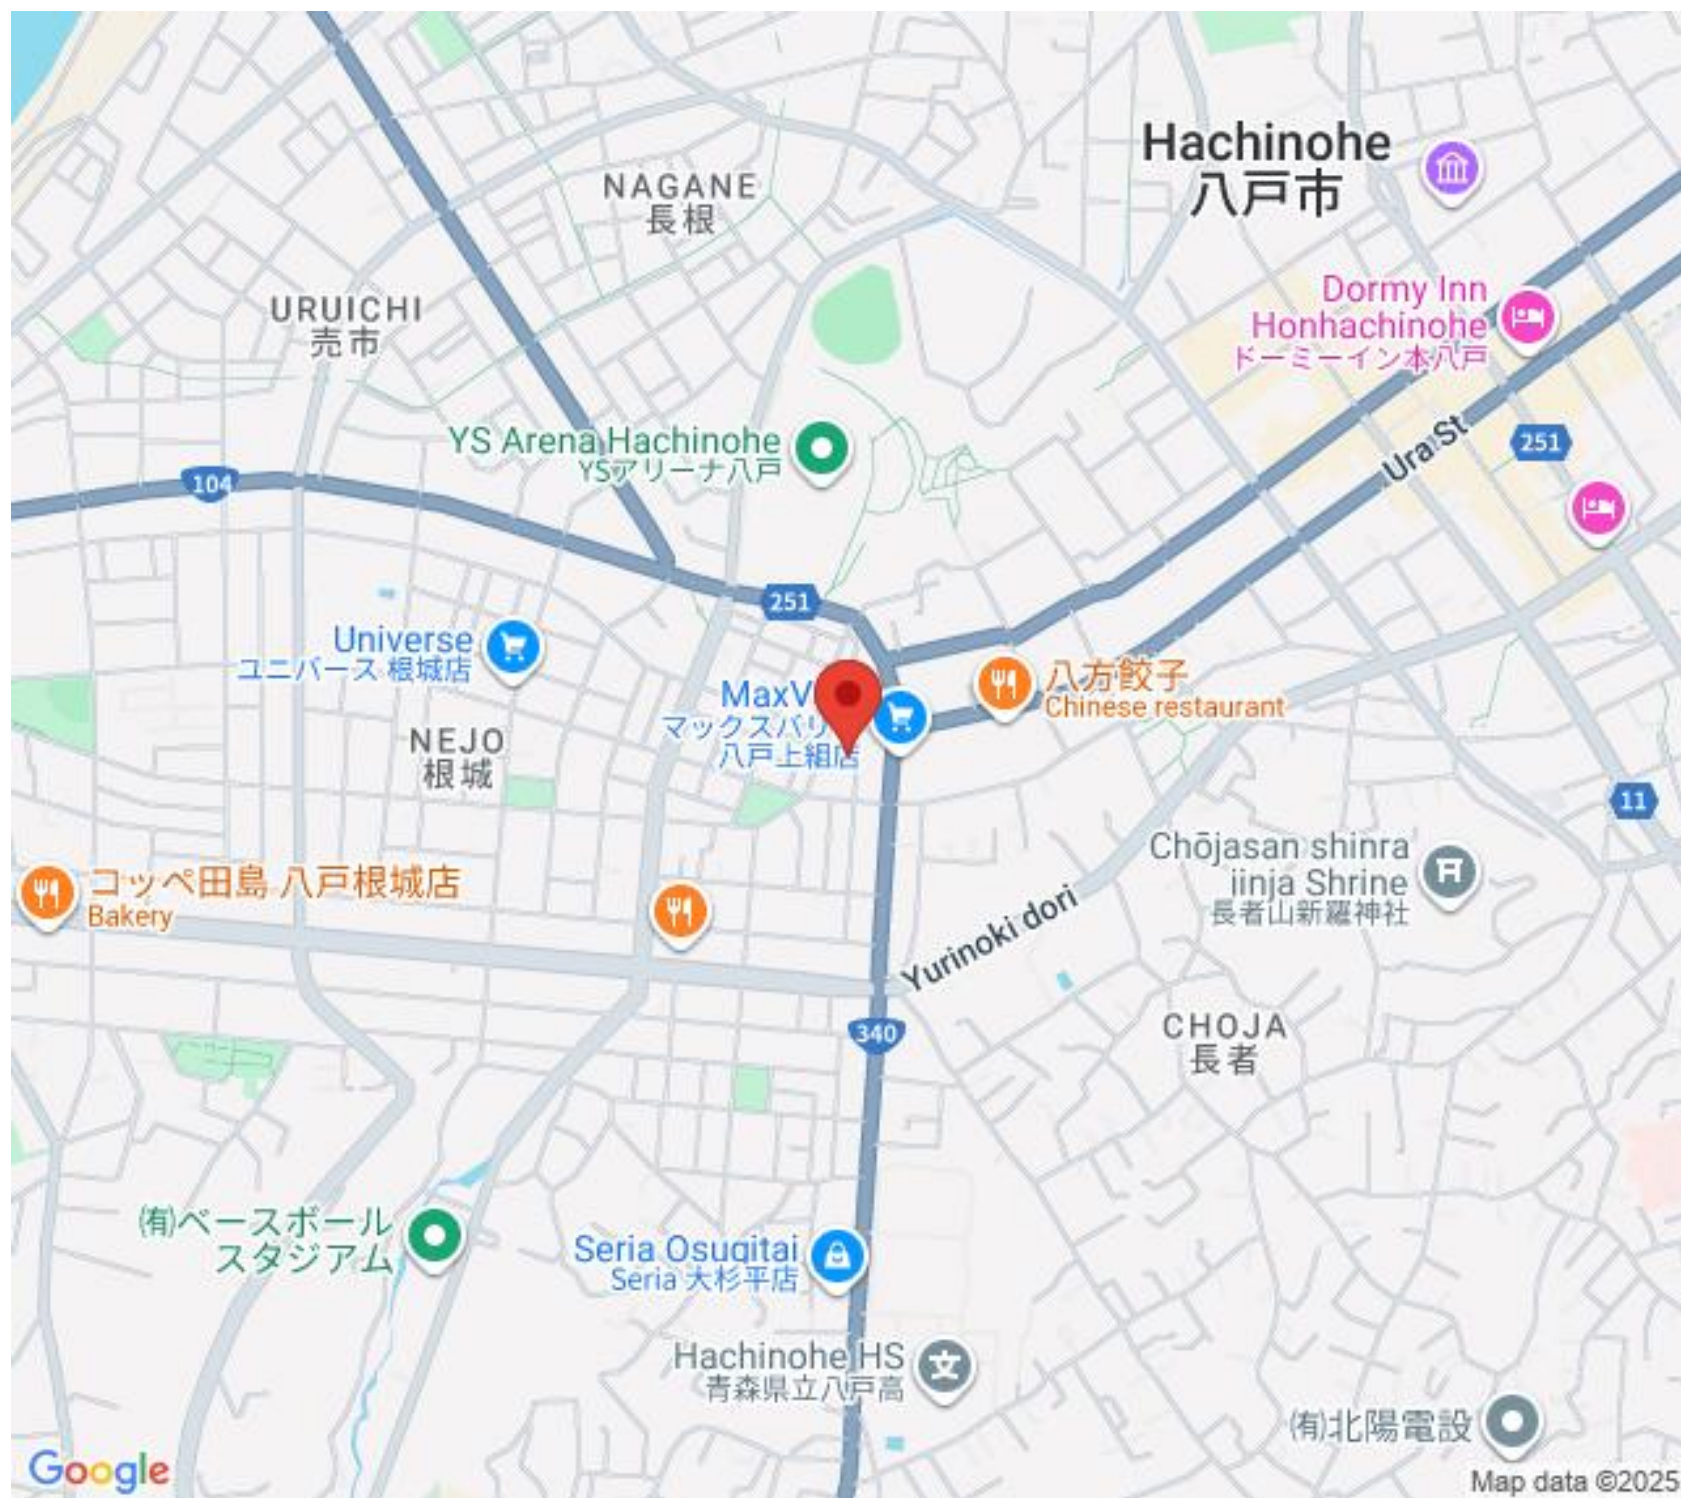 Hachinohe
八戸市
NAGANE
長根
Dormy Inn
Honhachinohe
ドーミーイン本八戸
URUICHI
売市
YS Arena Hachinohe
YSアリーナ八戸
Ura St
251
104
251
Universe
ユニバース 根城店
MaxV
マックスバリ
八戸上組店
八方餃子
Chinese restaurant
NEJO
根城
11
Chōjasan shinra
jinja Shrine
長者山新羅神社
コッペ田島 八戸根城店
Bakery
Yurinoki dori
340
CHOJA
長者
㈲ベースボール
スタジアム
Seria Osugitai
Seria 大杉平店
Hachinohe HS
青森県立八戸高
㈲北陽電設
Google
Map data ©2025